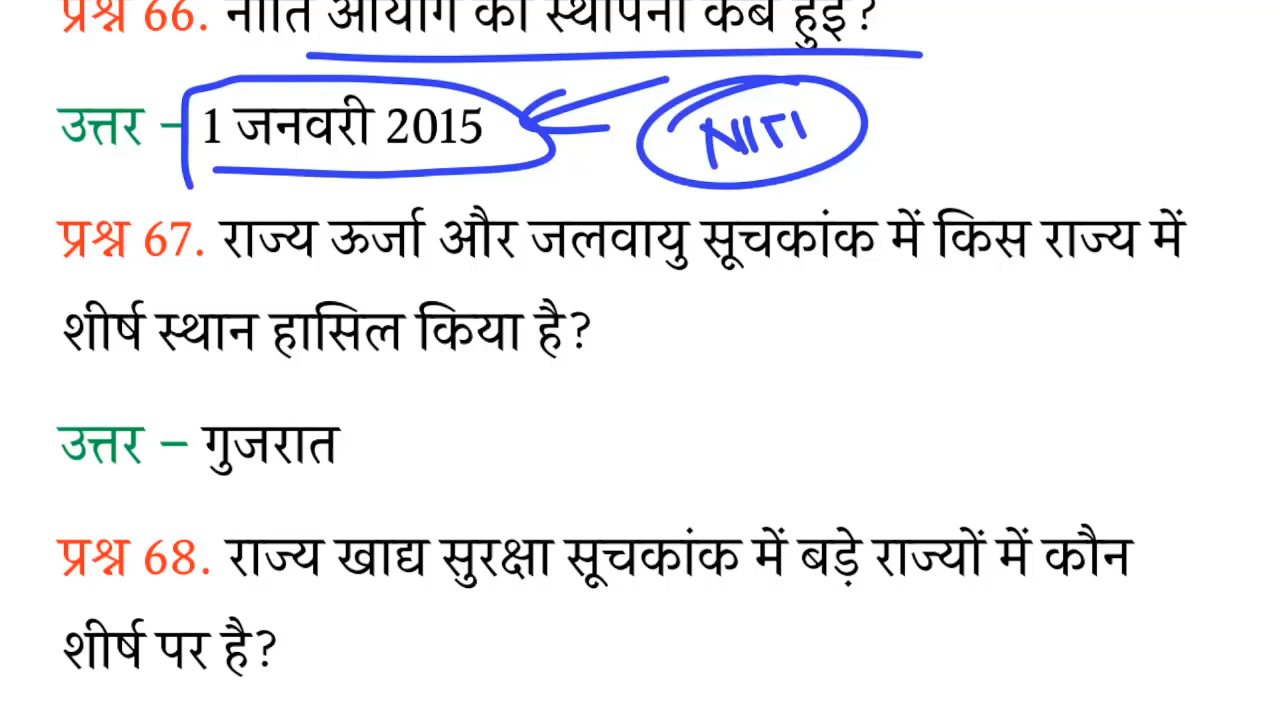 प्रश्न 66. नीति आयोग की स्थापना कब हुई?
उत्तर – 1 जनवरी 2015 NITI
प्रश्न 67. राज्य ऊर्जा और जलवायु सूचकांक में किस राज्य में
शीर्ष स्थान हासिल किया है?
उत्तर – गुजरात
प्रश्न 68. राज्य खाद्य सुरक्षा सूचकांक में बड़े राज्यों में कौन
शीर्ष पर है?